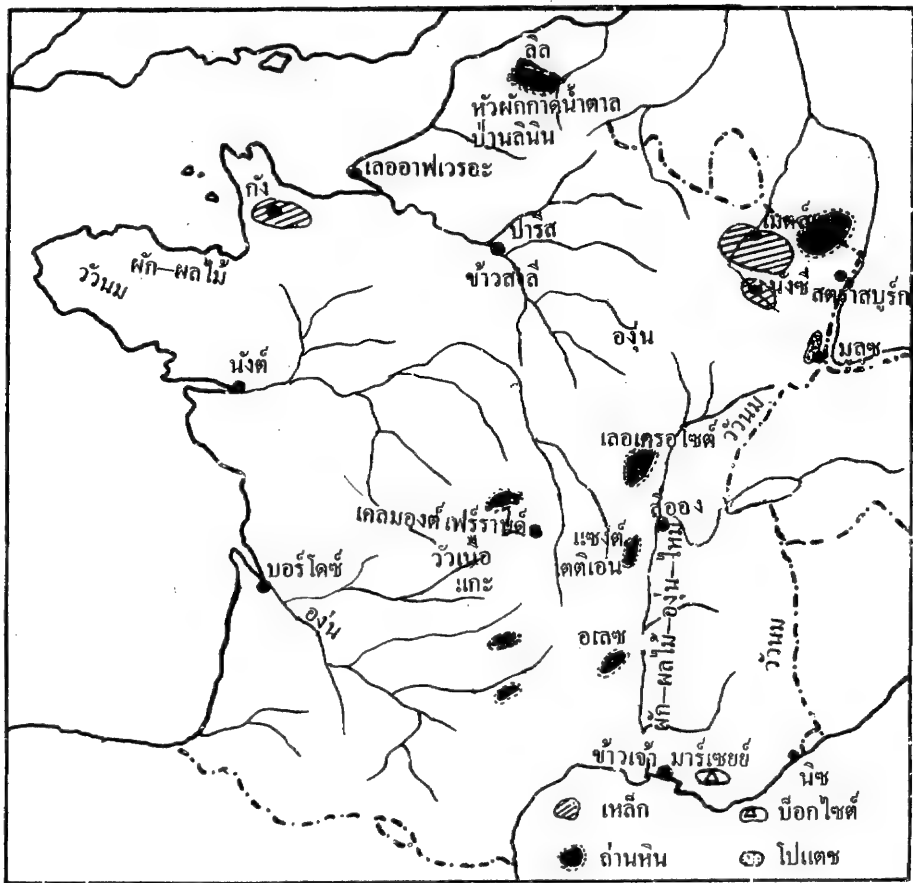 ลิล
หัวผักกาดน้ำตาล
ป่านลินิน
เลออาฟเวรอะ
กัง
ปารีส
ข้าวสาลี
ผัก–ผลไม้
วัวนม
เม็ตส์
นังซี
สตราสบูร์ก
องุ่น
มูลูซ
นังต์
วัวนม
เลอเครอโซต์
ลิออง
เคลมองต์เฟร์รานด์
แซงต์
เตติเอน
วัวเนื้อ
แกะ
บอร์โดซ์
องุ่น
อเลซ
ผัก–ผลไม้–องุ่น–ไหม
วัวนม
ข้าวเจ้า
มาร์เซยย์
นิซ
เหล็ก
บ็อกไซต์
ถ่านหิน
โปแตช